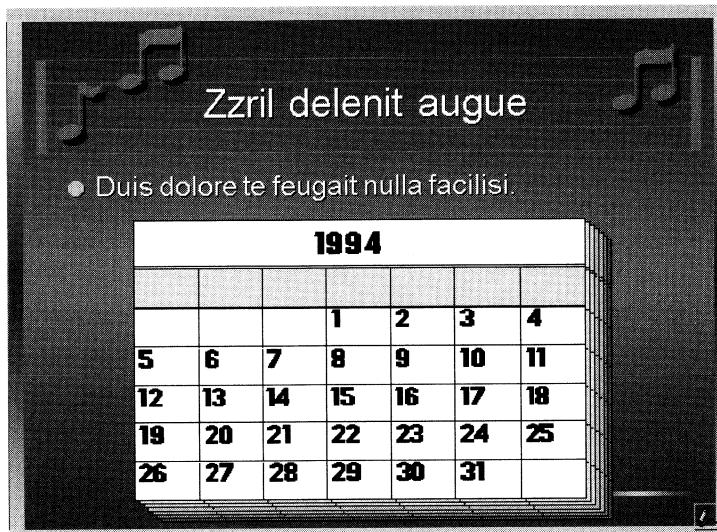 Zzril delenit augue
Duis dolore te feugait nulla facilisi.
1994
1 2 3 4
5 6 7 8 9 10 11
12 13 14 15 16 17 18
19 20 21 22 23 24 25
26 27 28 29 30 31